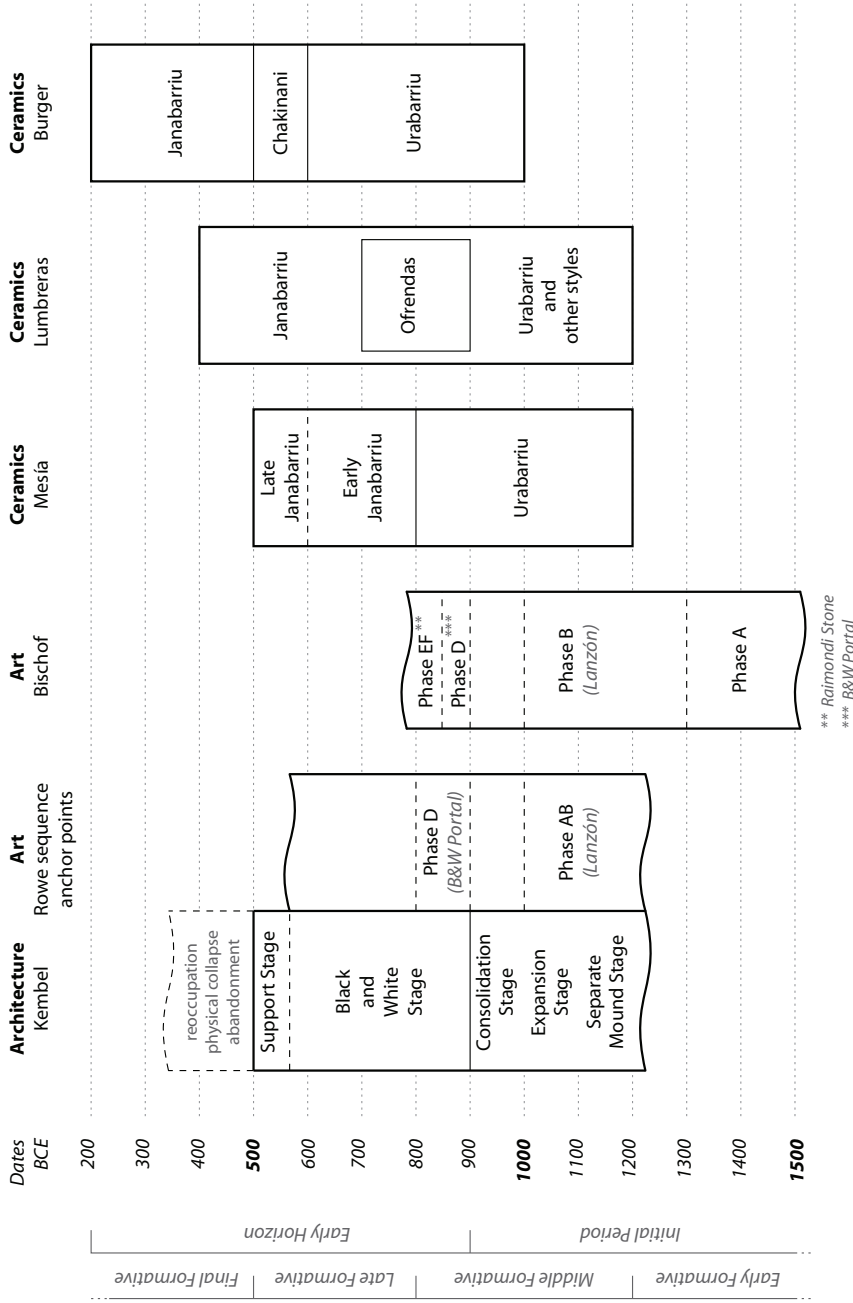 Dates
BCE
Architecture
Kembel
Art
Rowe sequence
anchor points
Art
Bischof
Ceramics
Mesía
Ceramics
Lumbreras
Ceramics
Burger
200
300
400
500
600
700
800
900
1000
1100
1200
1300
1400
1500
Final Formative
Late Formative
Middle Formative
Early Formative
Early Horizon
Initial Period
reoccupation
physical collapse
abandonment
Support Stage
Black
and
White
Stage
Consolidation
Stage
Expansion
Stage
Separate
Mound Stage
Phase D
(B&W Portal)
Phase AB
(Lanzón)
Phase EF**
Phase D***
Phase B
(Lanzón)
Phase A
** Raimondi Stone
*** B&W Portal
Late
Janabarriu
Early
Janabarriu
Urabarriu
Janabarriu
Ofrendas
Urabarriu
and
other styles
Janabarriu
Chakinani
Urabarriu